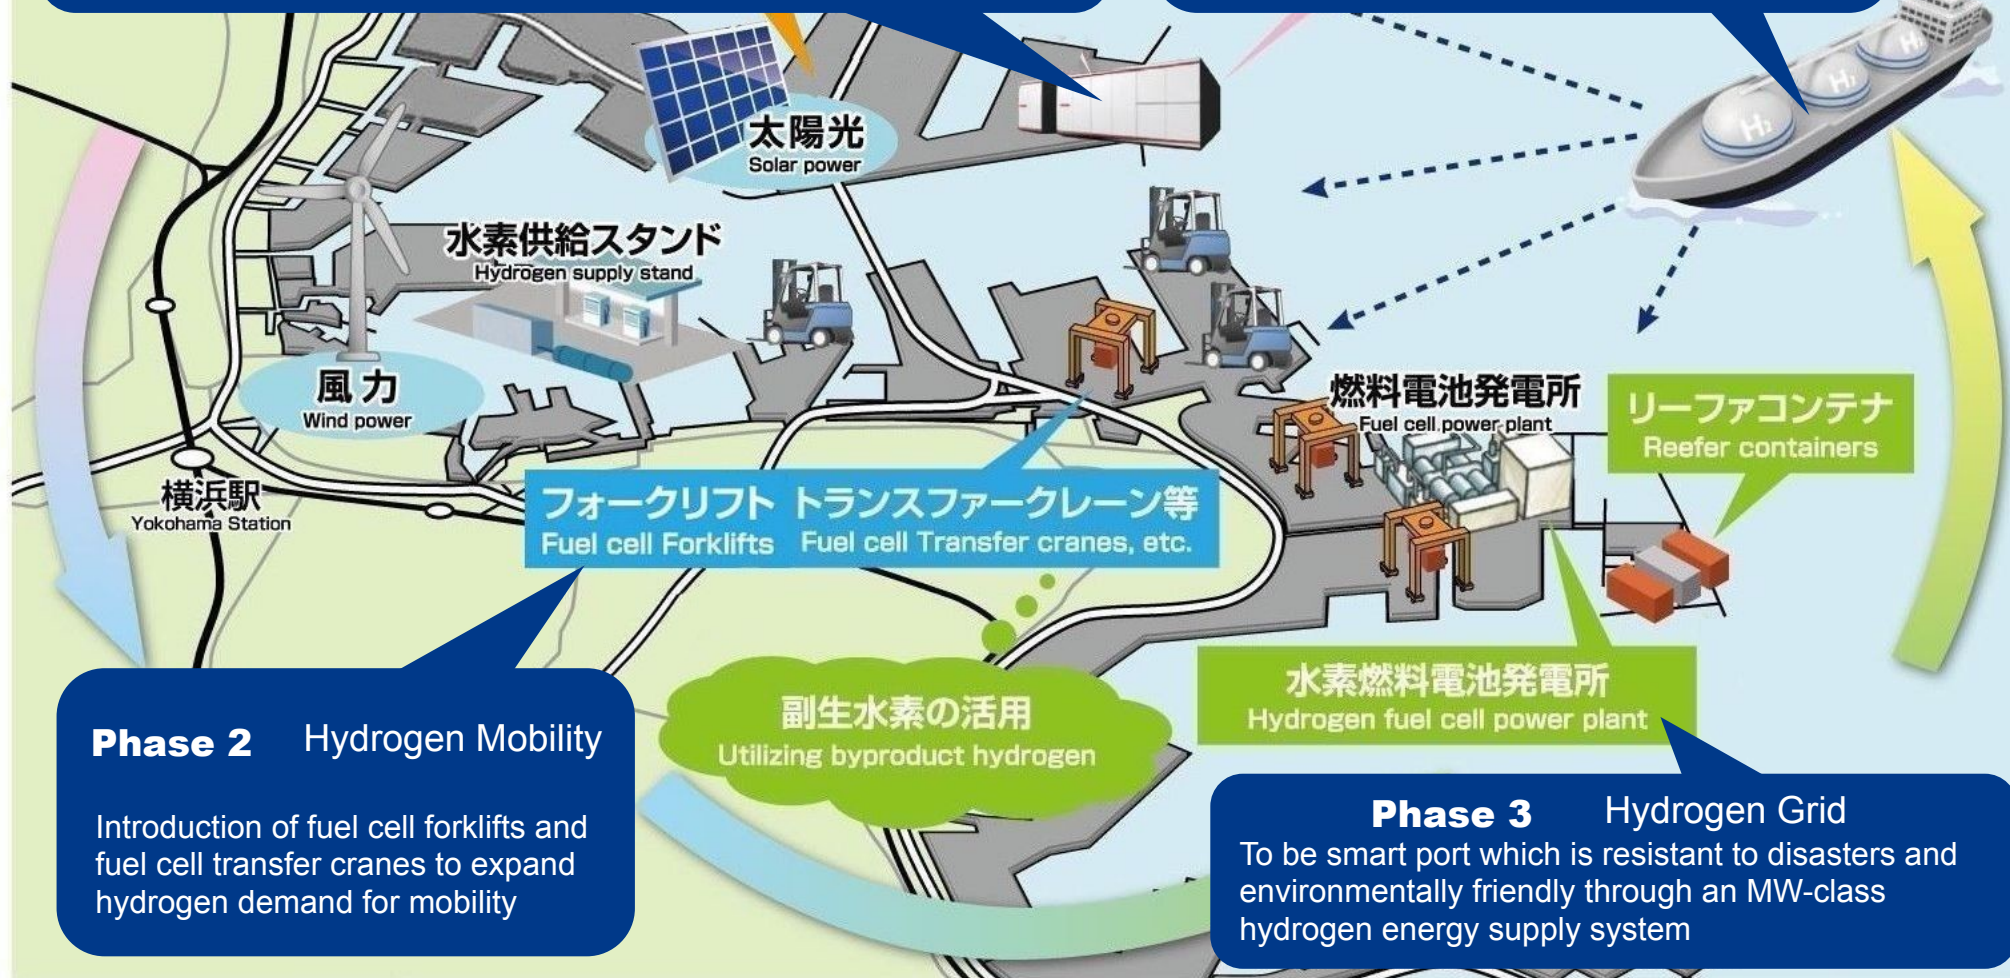 H₂
H₂
H₂
太陽光
Solar power
水素供給スタンド
Hydrogen supply stand
風力
Wind power
燃料電池発電所
Fuel cell power plant
リーファコンテナ
Reefer containers
横浜駅
Yokohama Station
フォークリフト トランスファークレーン等
Fuel cell Forklifts Fuel cell Transfer cranes, etc.
副生水素の活用
Utilizing byproduct hydrogen
水素燃料電池発電所
Hydrogen fuel cell power plant
Phase 2 Hydrogen Mobility
Introduction of fuel cell forklifts and
fuel cell transfer cranes to expand
hydrogen demand for mobility
Phase 3 Hydrogen Grid
To be smart port which is resistant to disasters and
environmentally friendly through an MW-class
hydrogen energy supply system